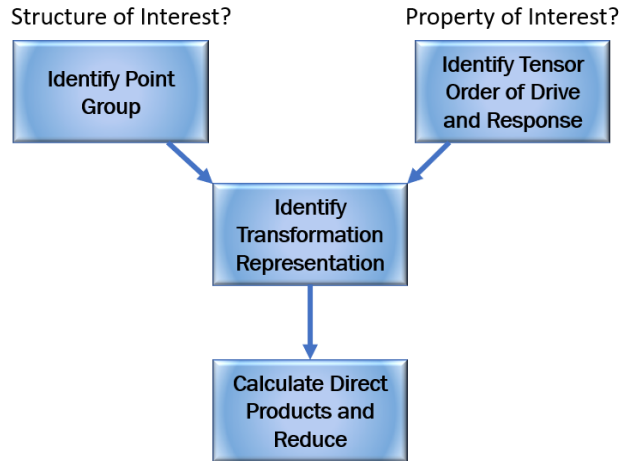 Structure of Interest?
Property of Interest?
Identify Point
Group
Identify Tensor
Order of Drive
and Response
Identify
Transformation
Representation
Calculate Direct
Products and
Reduce